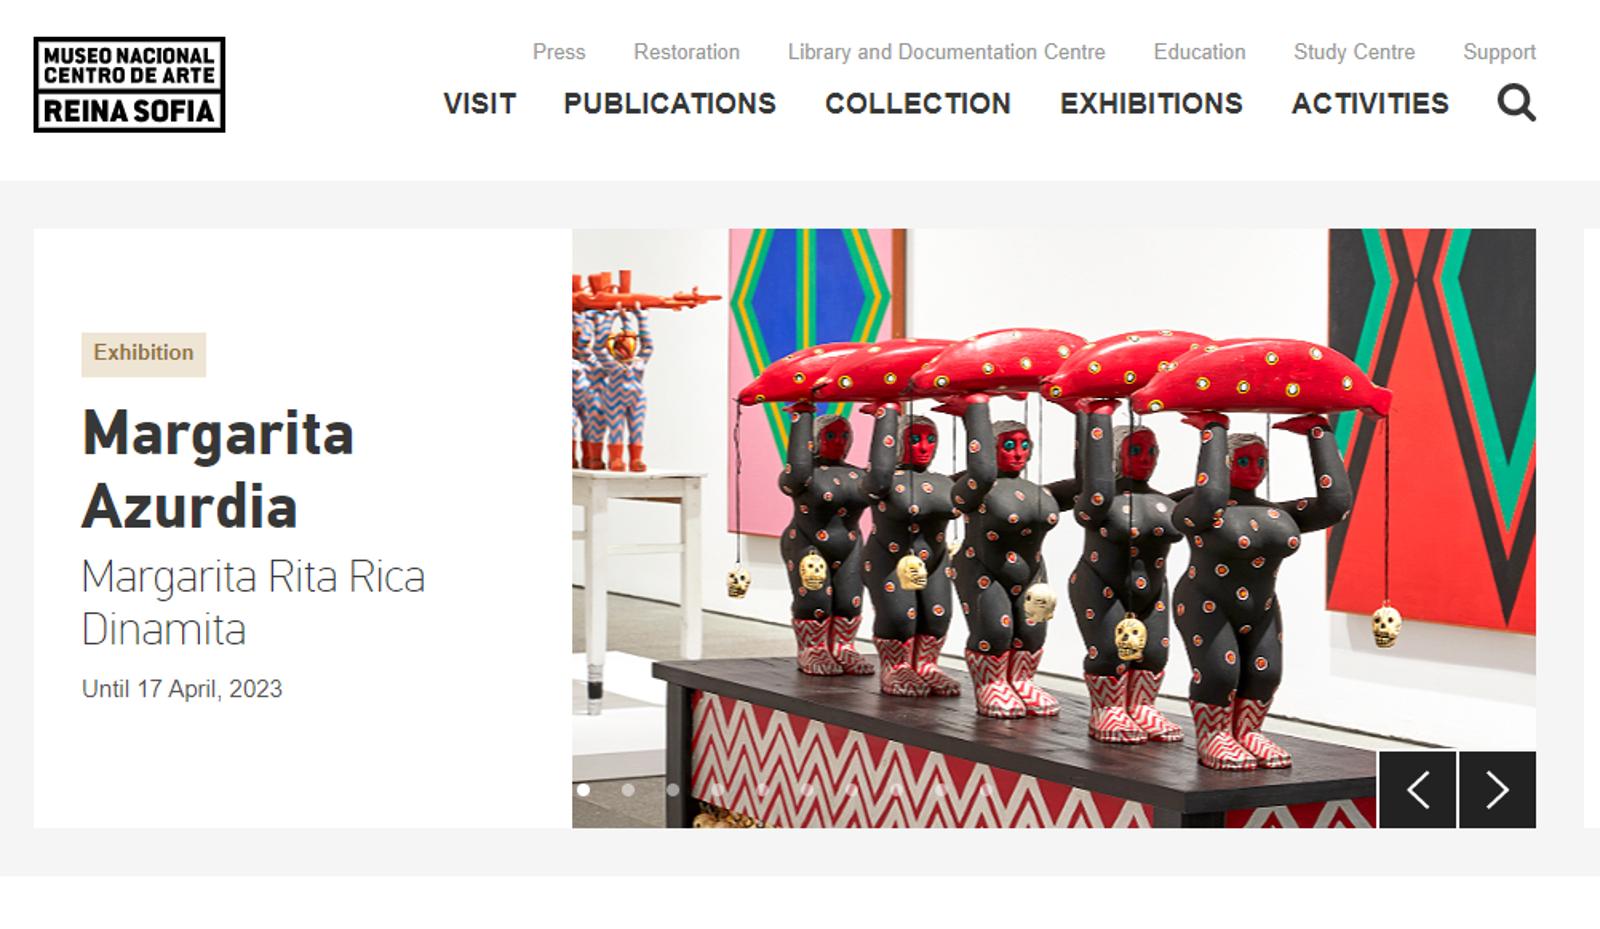 MUSEO NACIONAL
CENTRO DE ARTE
REINA SOFIA
Press Restoration Library and Documentation Centre Education Study Centre Support
VISIT PUBLICATIONS COLLECTION EXHIBITIONS ACTIVITIES
Exhibition
Margarita
Azurdia
Margarita Rita Rica
Dinamita
Until 17 April, 2023